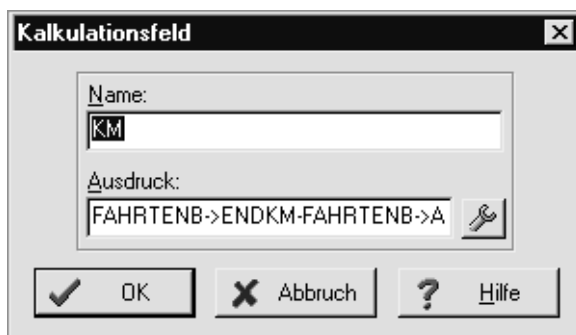 Kalkulationsfeld
Name:
KM
Ausdruck:
FAHRTENB->ENDKM-FAHRTENB->A
OK Abbruch Hilfe